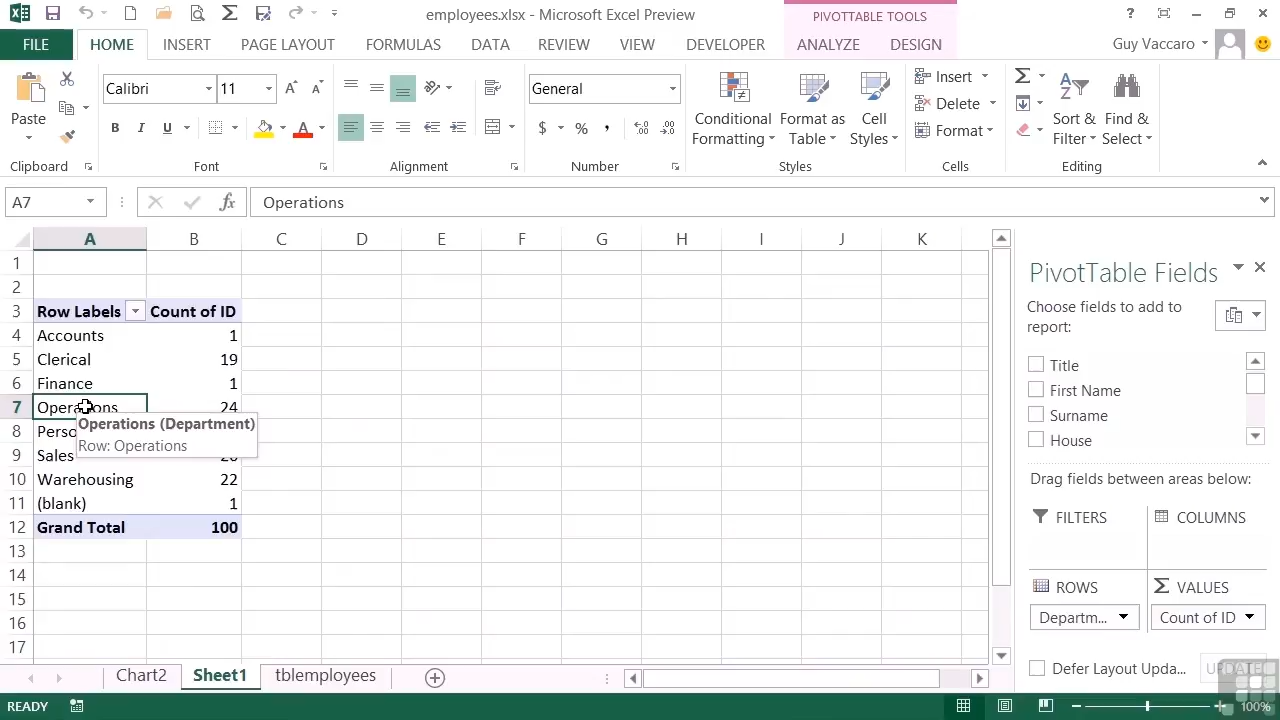 employees.xlsx - Microsoft Excel Preview
PIVOTTABLE TOOLS
?
FILE HOME INSERT PAGE LAYOUT FORMULAS DATA REVIEW VIEW DEVELOPER ANALYZE DESIGN Guy Vaccaro
Calibri 11
General
Paste
B I U
$ % ,
Conditional Formatting
Format as Table
Cell Styles
Insert
Delete
Format
Sort & Filter
Find & Select
Clipboard Font Alignment Number Styles Cells Editing
A7 fx Operations
A B C D E F G H I J K
1
2
3 Row Labels Count of ID
4 Accounts 1
5 Clerical 19
6 Finance 1
7 Operations 24
Operations (Department)
8 Perso
Row: Operations
9 Sales
10 Warehousing 22
11 (blank) 1
12 Grand Total 100
13
14
15
16
17
PivotTable Fields
Choose fields to add to
report:
Title
First Name
Surname
House
Drag fields between areas below:
FILTERS COLUMNS
ROWS VALUES
Departm... Count of ID
Defer Layout Upda... UPDATE
Chart2 Sheet1 tblemployees
READY 100%